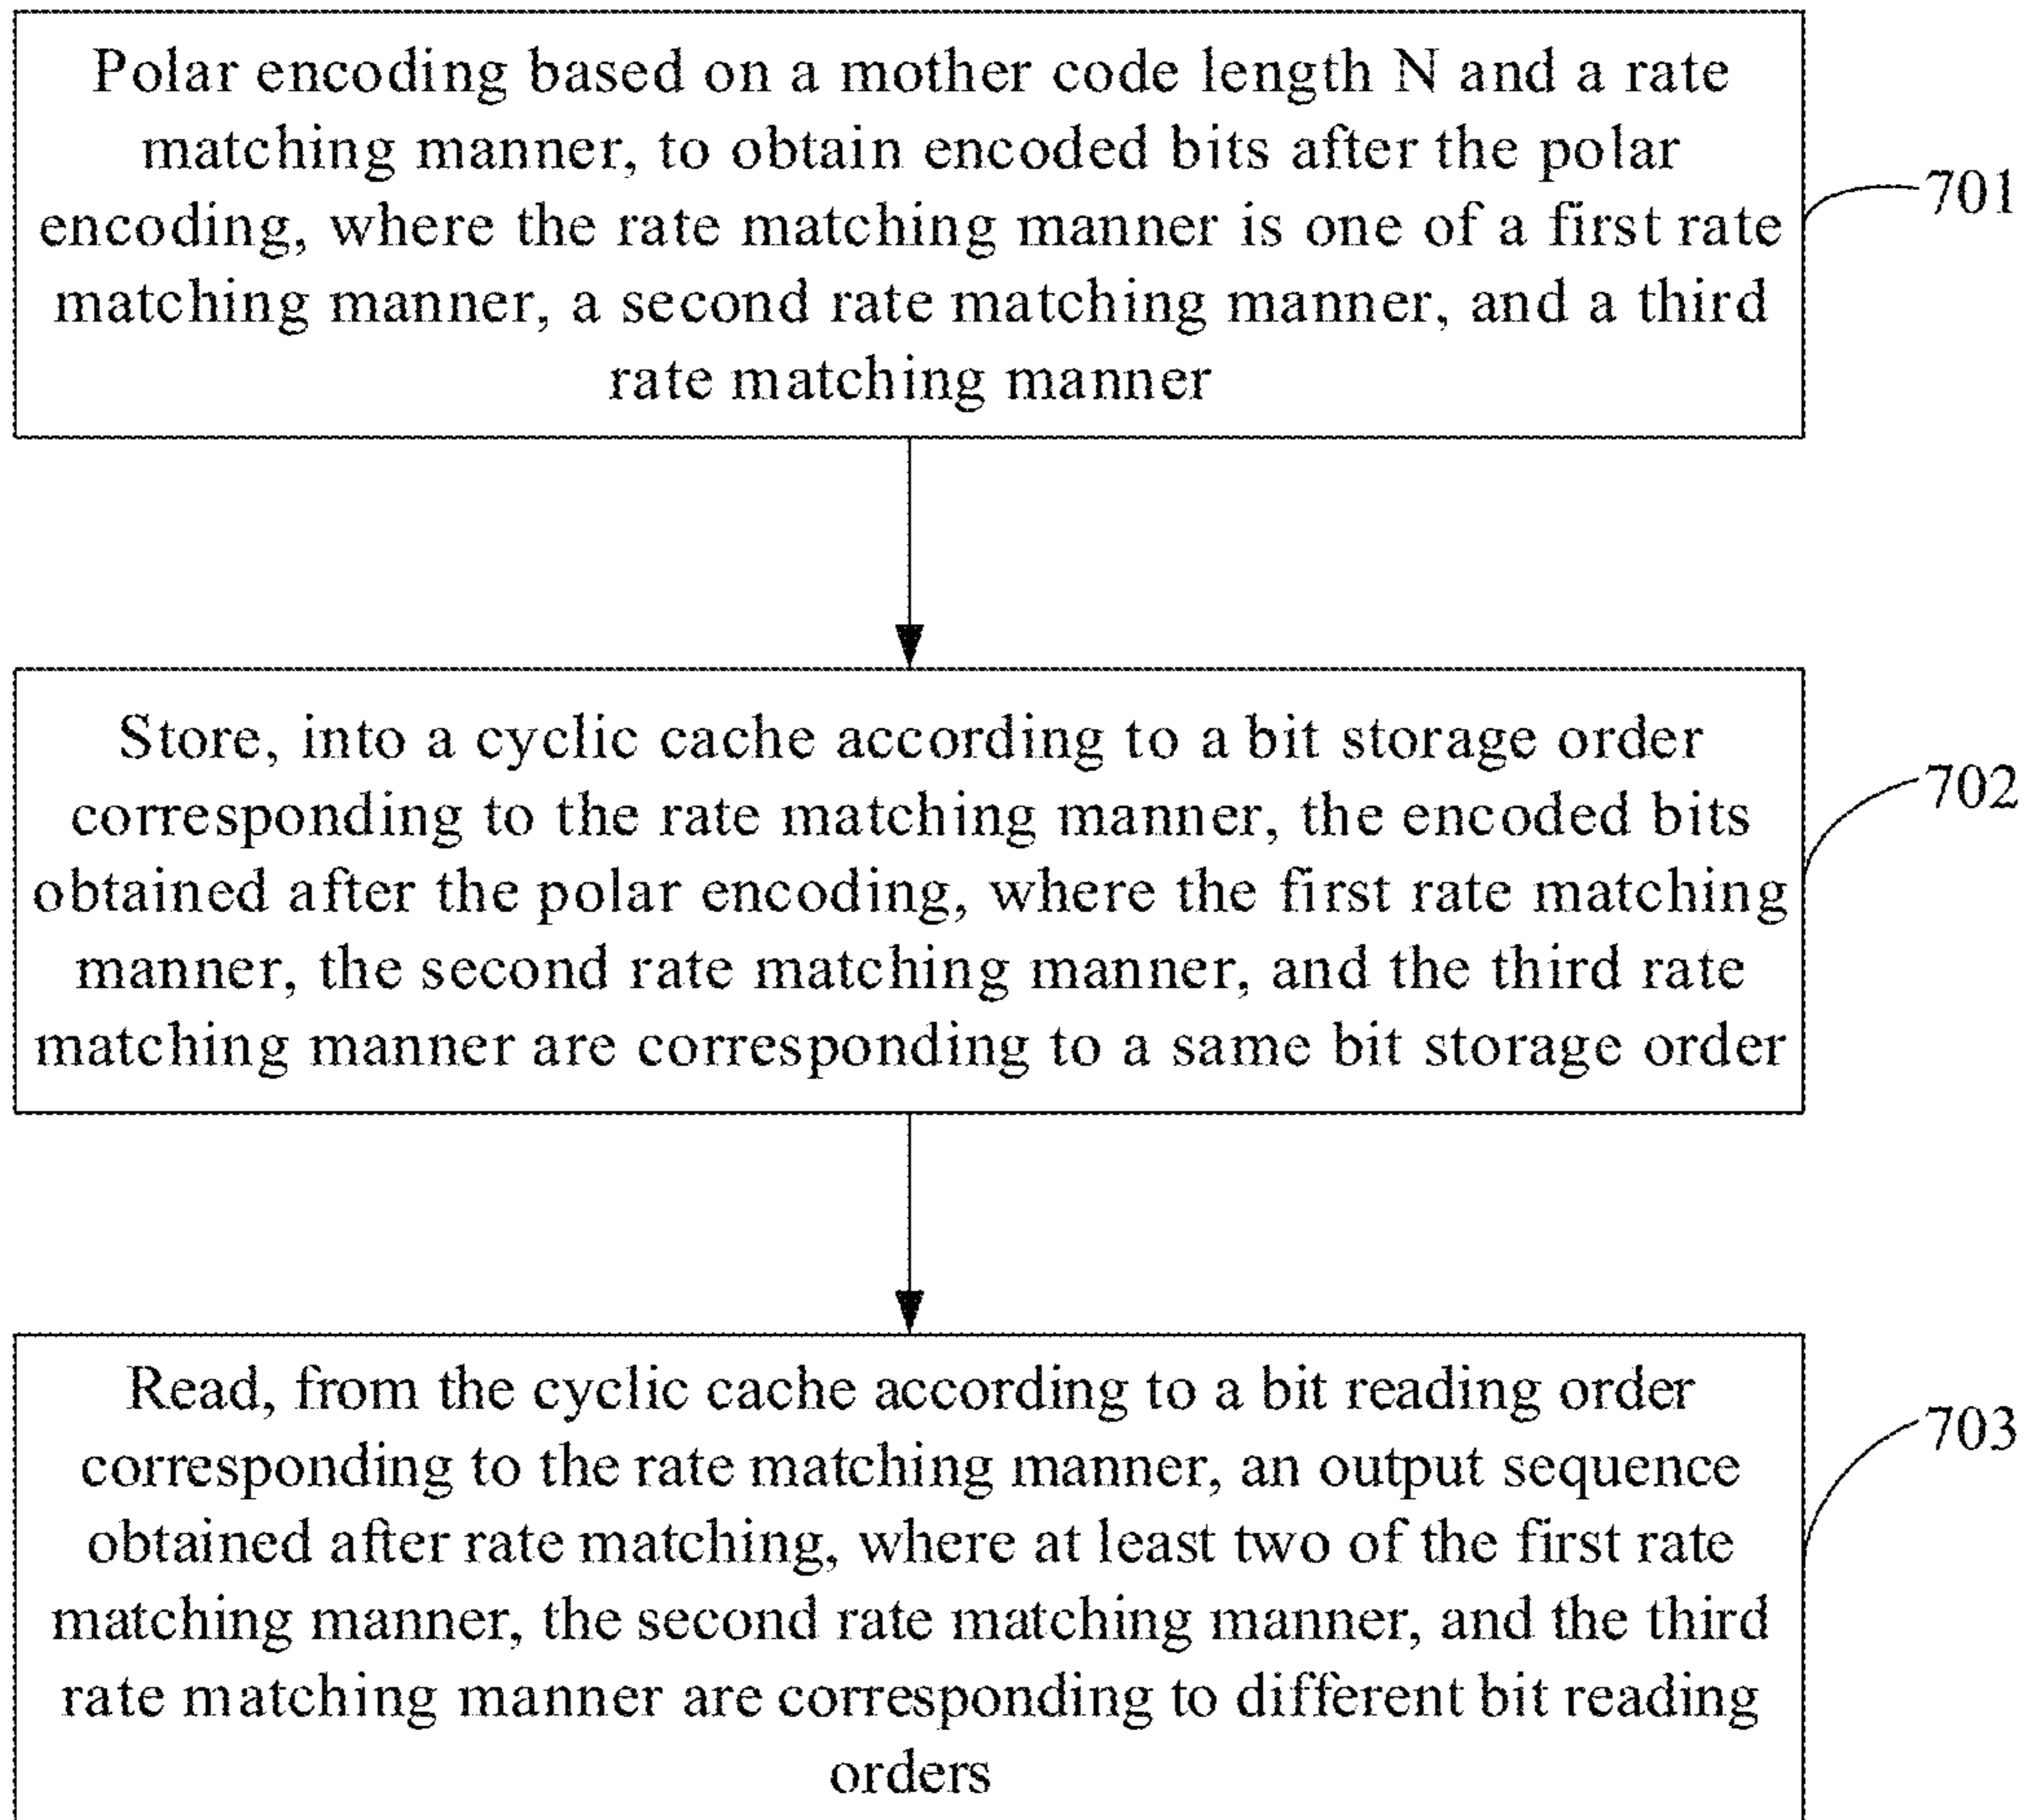 Polar encoding based on a mother code length N and a rate
matching manner, to obtain encoded bits after the polar
encoding, where the rate matching manner is one of a first rate
matching manner, a second rate matching manner, and a third
rate matching manner
701
Store, into a cyclic cache according to a bit storage order
corresponding to the rate matching manner, the encoded bits
obtained after the polar encoding, where the first rate matching
manner, the second rate matching manner, and the third rate
matching manner are corresponding to a same bit storage order
702
Read, from the cyclic cache according to a bit reading order
corresponding to the rate matching manner, an output sequence
obtained after rate matching, where at least two of the first rate
matching manner, the second rate matching manner, and the third
rate matching manner are corresponding to different bit reading
orders
703